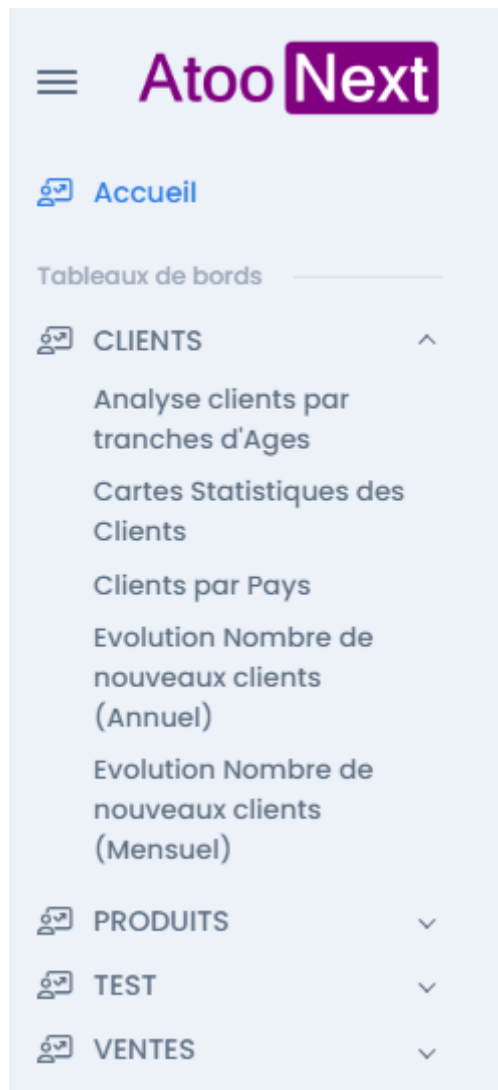 Atoo Next
Accueil
Tableaux de bords
CLIENTS
Analyse clients par
tranches d'Ages
Cartes Statistiques des
Clients
Clients par Pays
Evolution Nombre de
nouveaux clients
(Annuel)
Evolution Nombre de
nouveaux clients
(Mensuel)
PRODUITS
TEST
VENTES